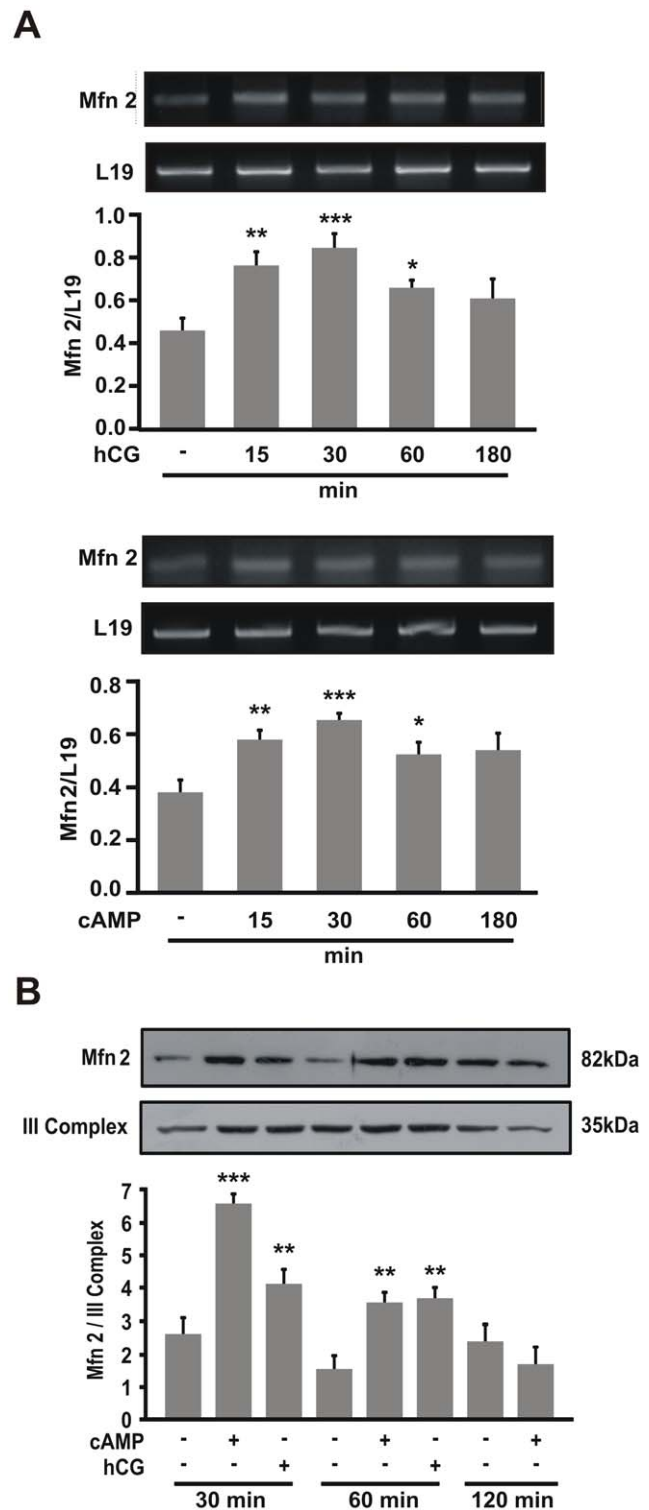 A
Mfn 2
L19
Mfn 2/L19
1.0
0.8
0.6
0.4
0.2
0.0
** *** *
hCG - 15 30 60 180
min
Mfn 2
L19
Mfn2/L19
0.8
0.6
0.4
0.2
0.0
** *** *
cAMP - 15 30 60 180
min
B
Mfn 2 82kDa
III Complex 35kDa
Mfn 2 / III Complex
7
6
5
4
3
2
1
0
*** ** ** **
cAMP - + - - + - - +
hCG - - + - - + - -
30 min 60 min 120 min